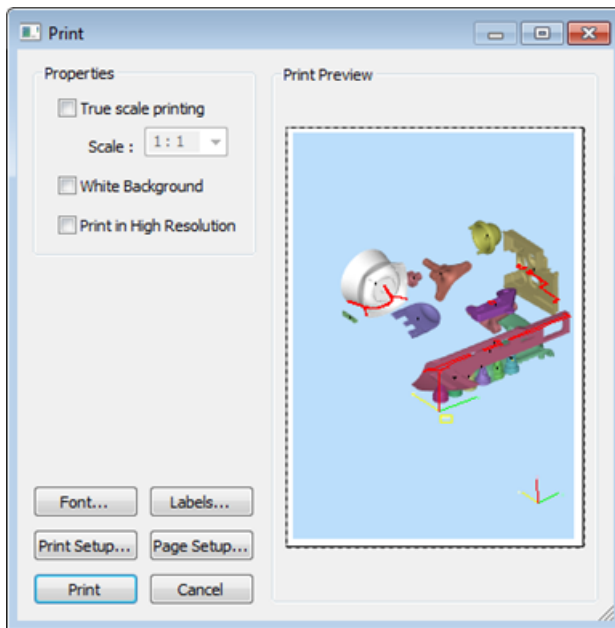 Print
Properties
True scale printing
Scale :
1 : 1
White Background
Print in High Resolution
Print Preview
Font...
Labels...
Print Setup...
Page Setup...
Print
Cancel